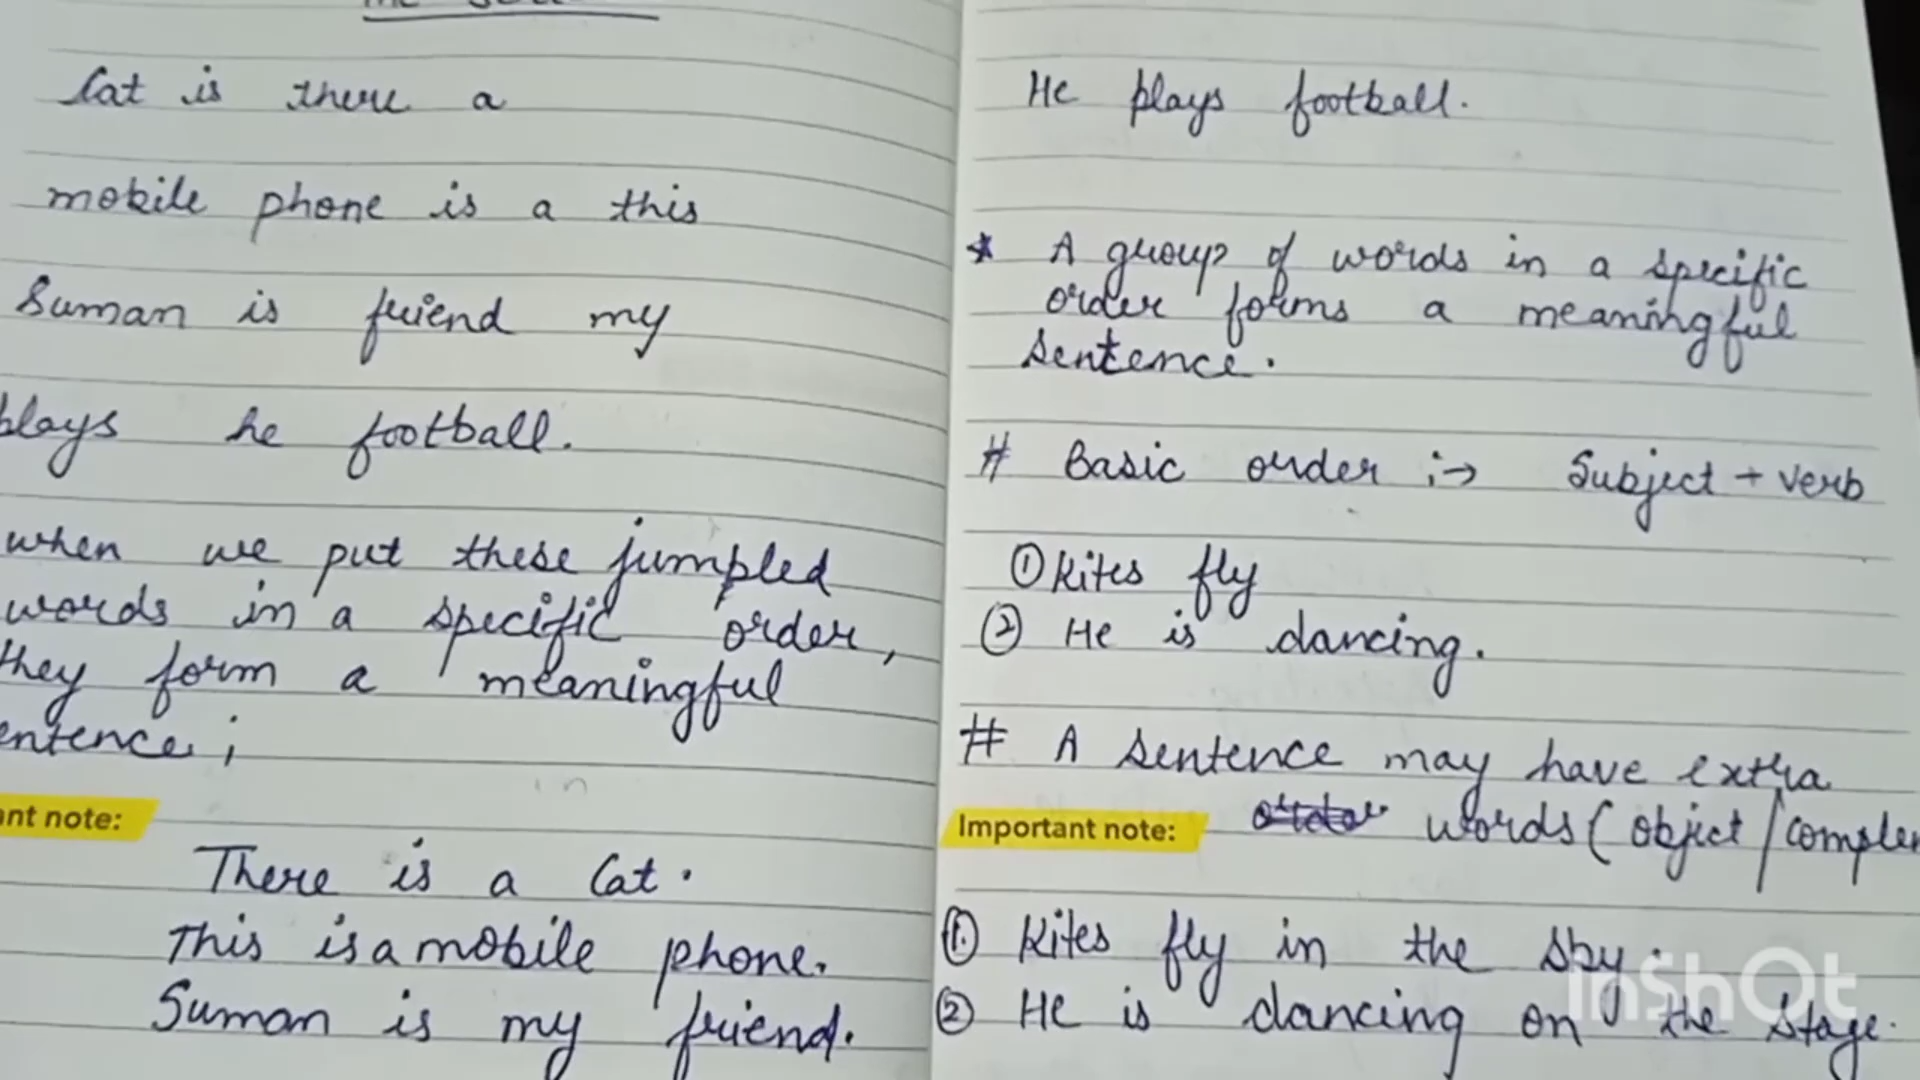 Cat is there a
mobile phone is a this
Suman is friend my
plays he football.
when we put these jumpled
words in a specific order,
they form a meaningful
entence;
ant note:
There is a Cat.
This is a mobile phone.
Suman is my friend.
He plays football.
* A group of words in a specific
order forms a meaningful
sentence.
# Basic order :→ Subject + verb
① Kites fly
② He is dancing.
# A sentence may have extra
Important note: words (object/complem
①. Kites fly in the sky.
② He is dancing on the stage.
InShOt